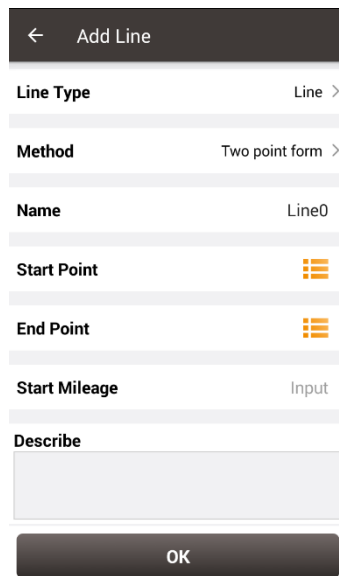 Add Line
Line Type Line
Method Two point form
Name Line0
Start Point
End Point
Start Mileage Input
Describe
OK